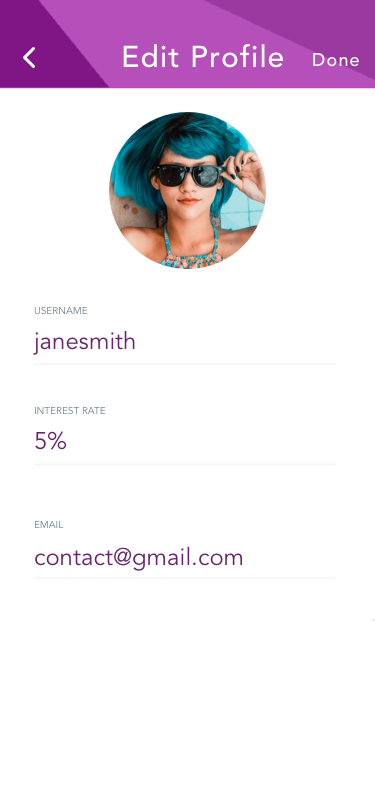 Edit Profile
Done
USERNAME
janesmith
INTEREST RATE
5%
EMAIL
contact@gmail.com